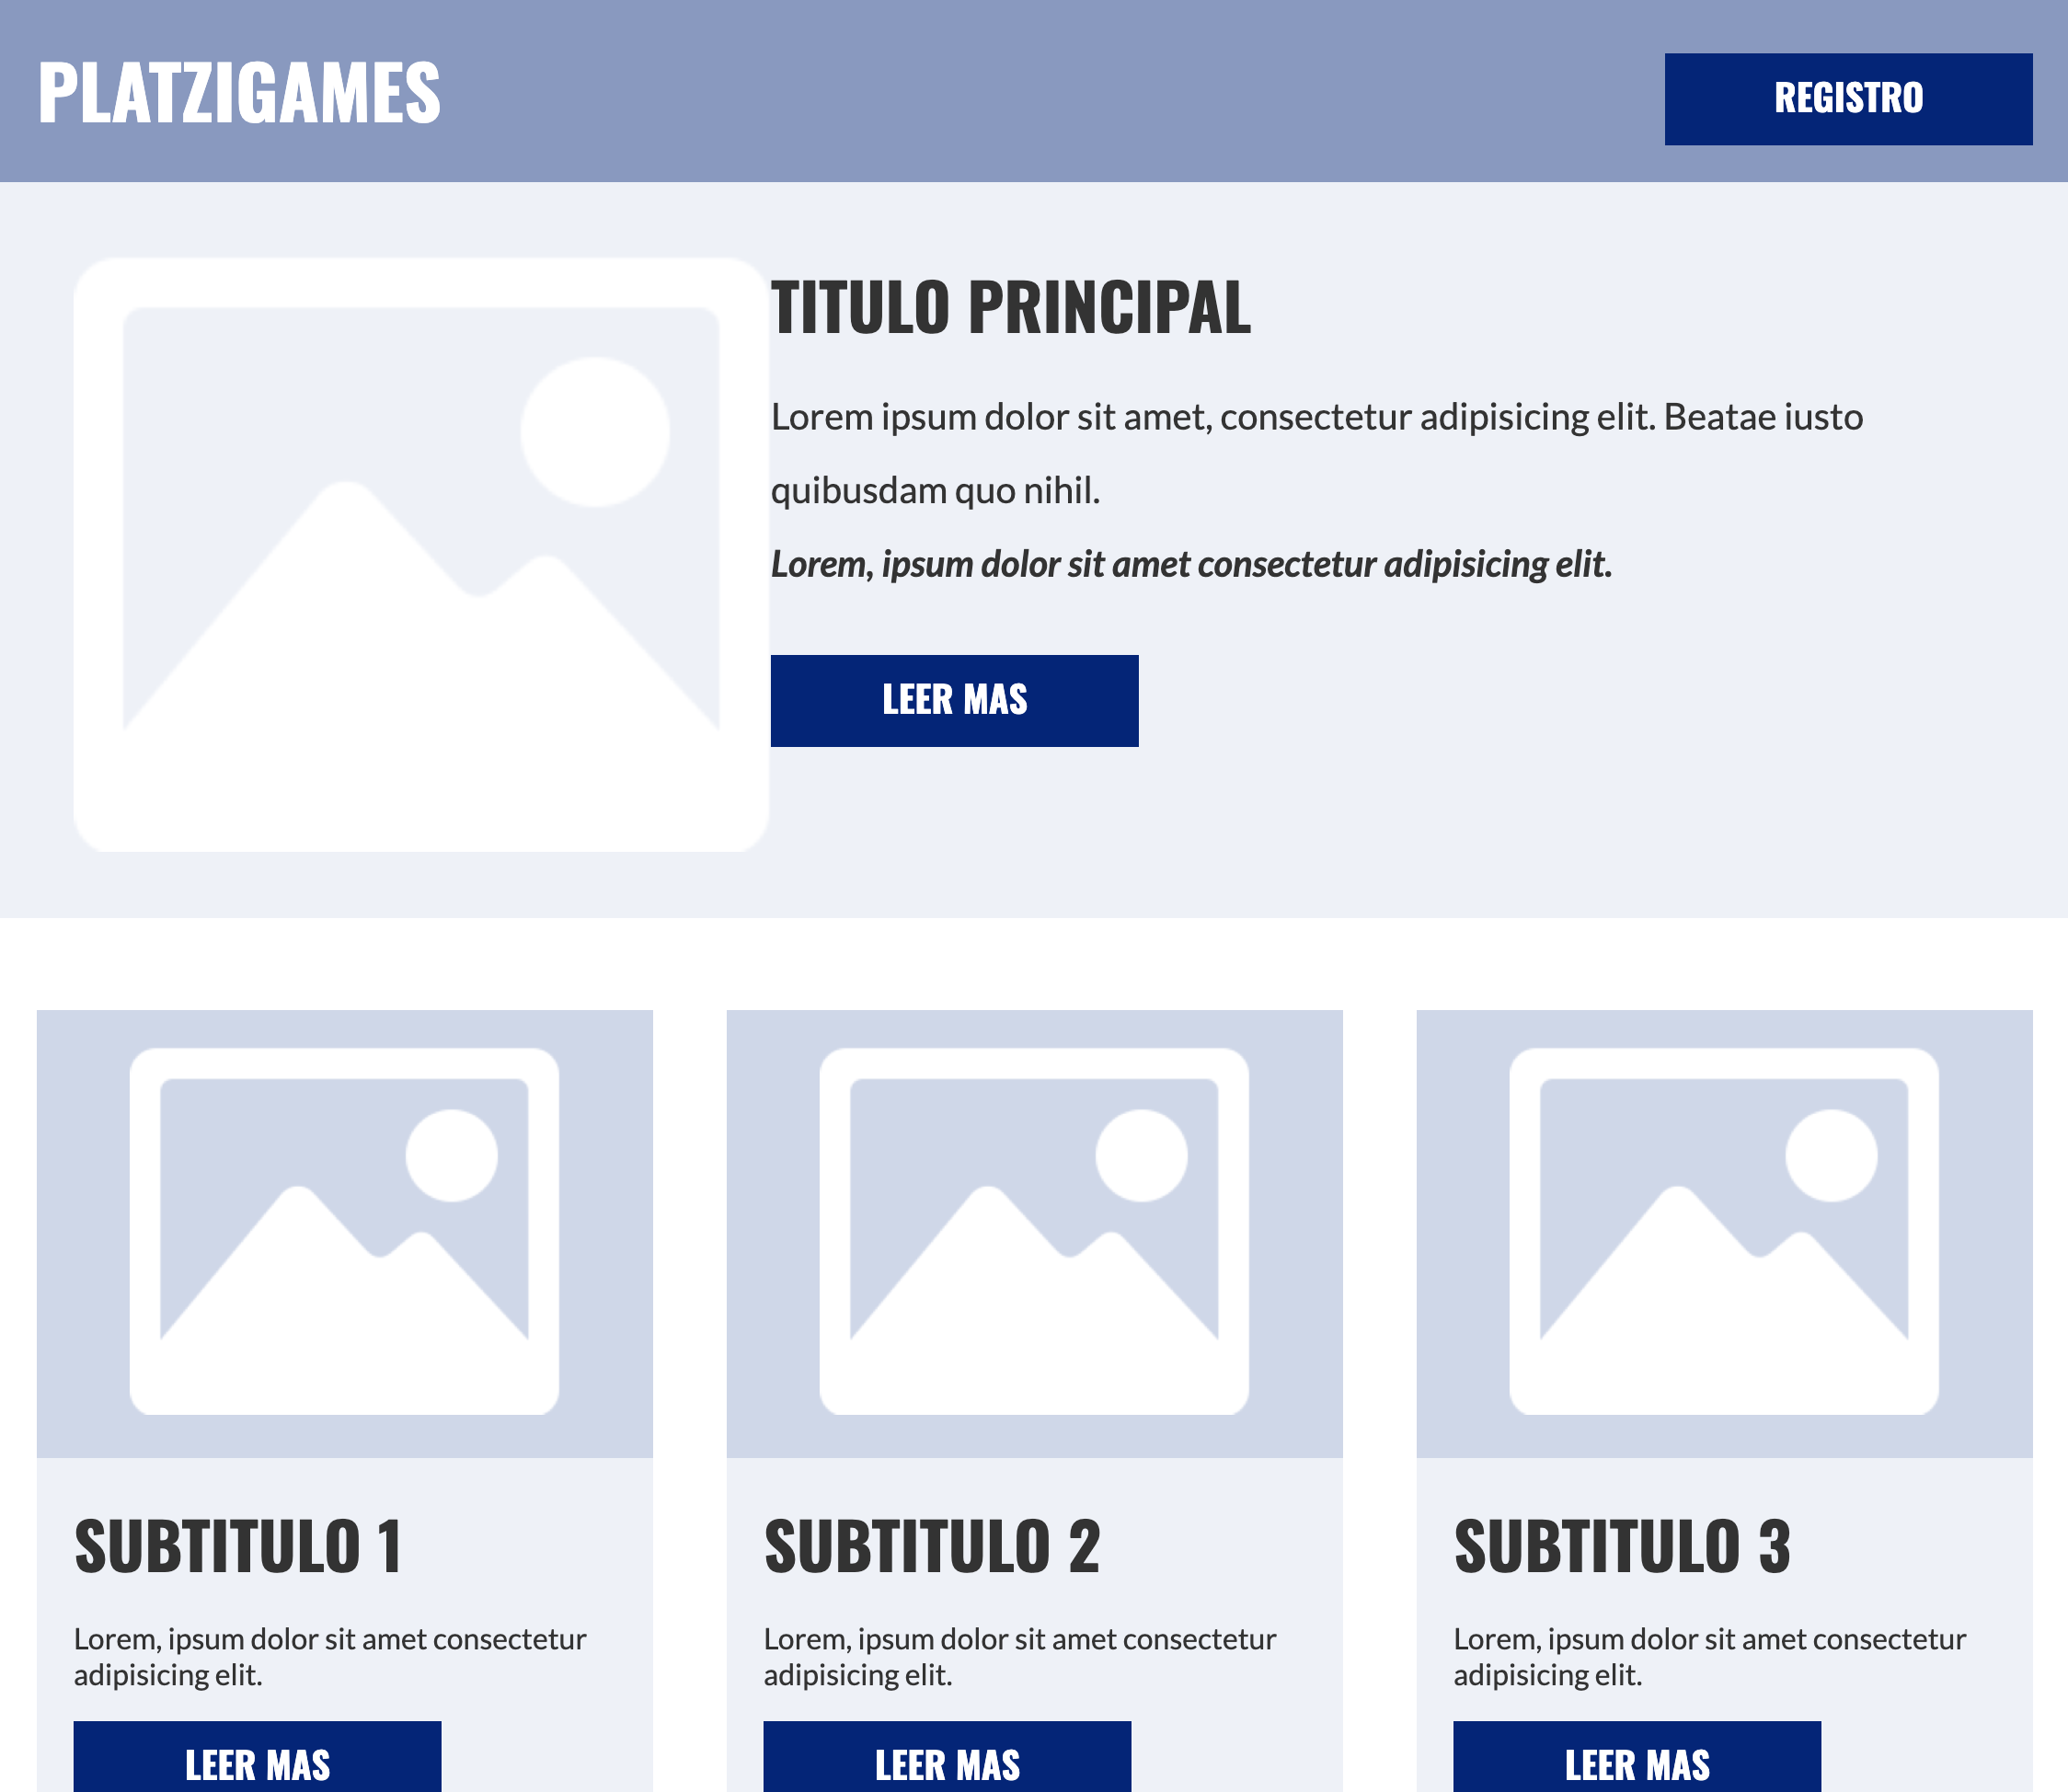 PLATZIGAMES
REGISTRO
TITULO PRINCIPAL
Lorem ipsum dolor sit amet, consectetur adipisicing elit. Beatae iusto
quibusdam quo nihil.
Lorem, ipsum dolor sit amet consectetur adipisicing elit.
LEER MAS
SUBTITULO 1
Lorem, ipsum dolor sit amet consectetur
adipisicing elit.
LEER MAS
SUBTITULO 2
Lorem, ipsum dolor sit amet consectetur
adipisicing elit.
LEER MAS
SUBTITULO 3
Lorem, ipsum dolor sit amet consectetur
adipisicing elit.
LEER MAS